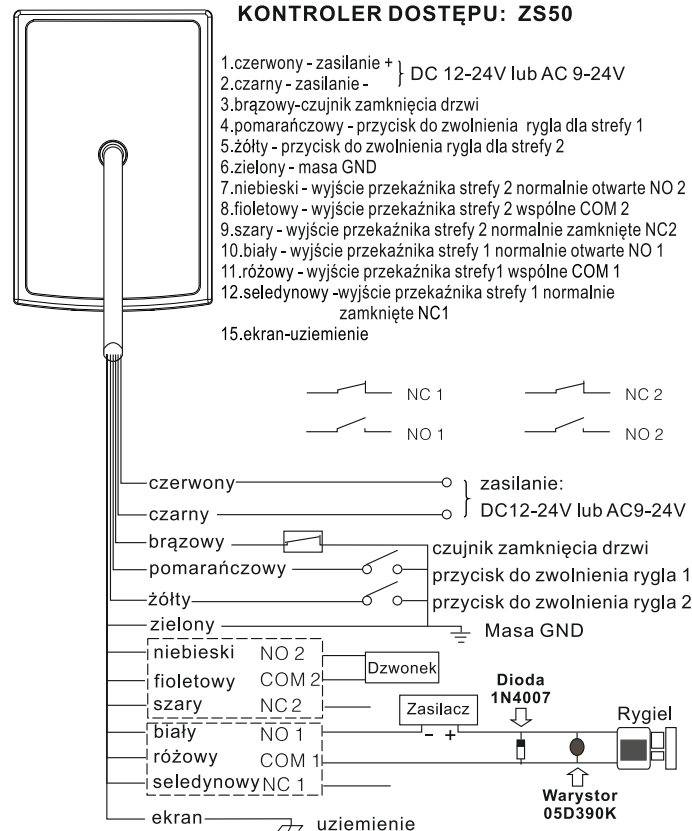 KONTROLER DOSTĘPU: ZS50
1.czerwony - zasilanie +
2.czarny - zasilanie -
DC 12-24V lub AC 9-24V
3.brązowy-czujnik zamknięcia drzwi
4.pomarańczowy - przycisk do zwolnienia rygla dla strefy 1
5.żółty - przycisk do zwolnienia rygla dla strefy 2
6.zielony - masa GND
7.niebieski - wyjście przekaźnika strefy 2 normalnie otwarte NO 2
8.fioletowy - wyjście przekaźnika strefy 2 wspólne COM 2
9.szary - wyjście przekaźnika strefy 2 normalnie zamknięte NC2
10.biały - wyjście przekaźnika strefy 1 normalnie otwarte NO 1
11.różowy - wyjście przekaźnika strefy1 wspólne COM 1
12.seledynowy -wyjście przekaźnika strefy 1 normalnie
zamknięte NC1
15.ekran-uziemienie
NC 1
NC 2
NO 1
NO 2
czerwony
zasilanie:
czarny
DC12-24V lub AC9-24V
brązowy
czujnik zamknięcia drzwi
pomarańczowy
przycisk do zwolnienia rygla 1
żółty
przycisk do zwolnienia rygla 2
zielony
Masa GND
niebieski NO 2
Dzwonek
fioletowy COM 2
szary NC 2
Zasilacz
- +
Dioda
1N4007
Rygiel
biały NO 1
różowy COM 1
seledynowy NC 1
Warystor
05D390K
ekran
uziemienie